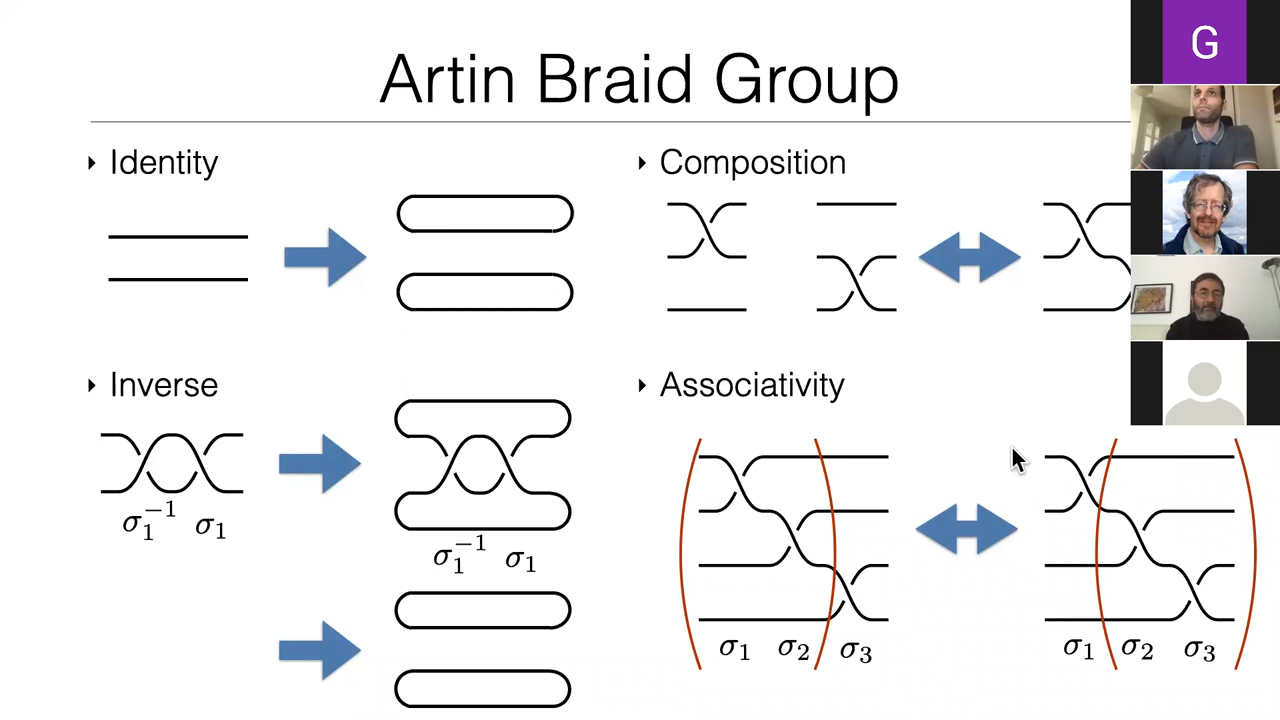 Artin Braid Group
G
Identity
Composition
Inverse
σ₁⁻¹ σ₁
σ₁⁻¹ σ₁
Associativity
σ₁ σ₂ σ₃
σ₁ σ₂ σ₃